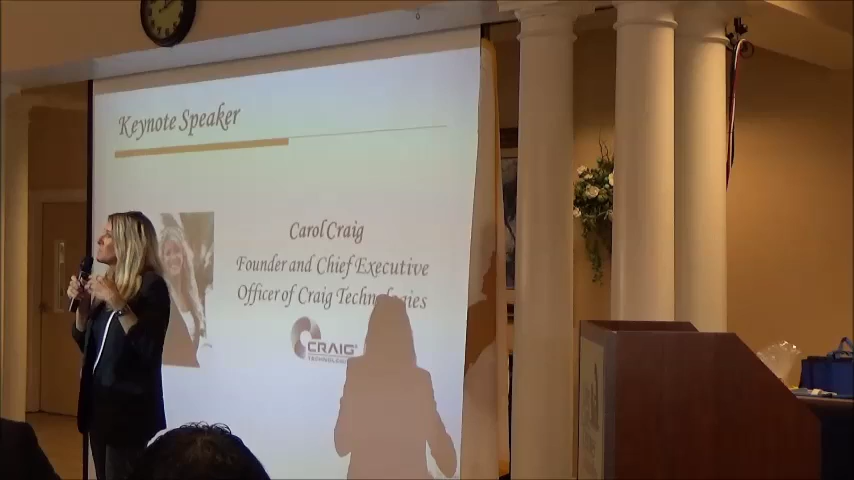 Keynote Speaker
Carol Craig
Founder and Chief Executive
Officer of Craig Technologies
CRAIG